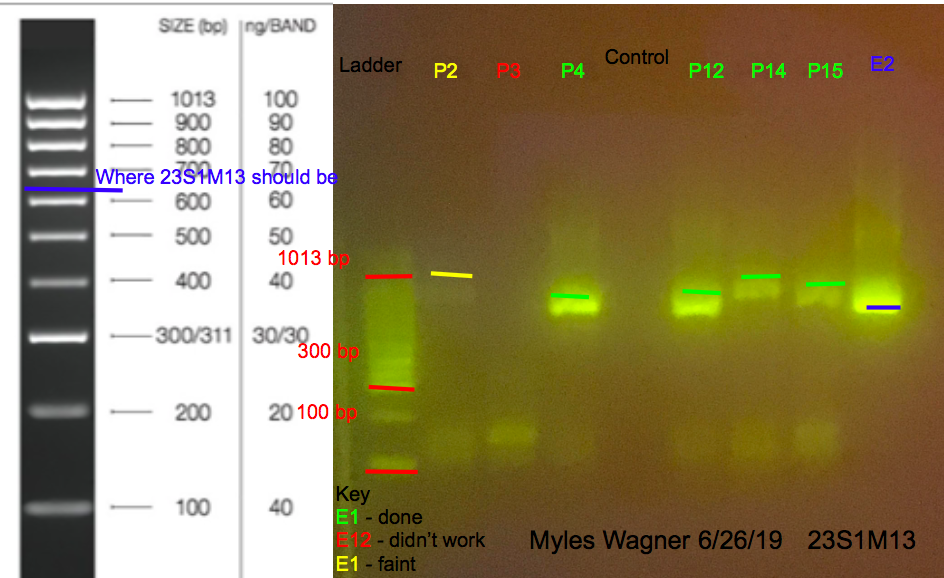 SIZE (bp) ng/BAND
1013 100
900 90
800 80
700 70
Where 23S1M13 should be
600 60
500 50
400 40
300/311 30/30
200 20
100 40
Ladder P2 P3 P4 Control P12 P14 P15 E2
1013 bp
300 bp
100 bp
Key
E1 - done
E12 - didn't work
E1 - faint
Myles Wagner 6/26/19 23S1M13